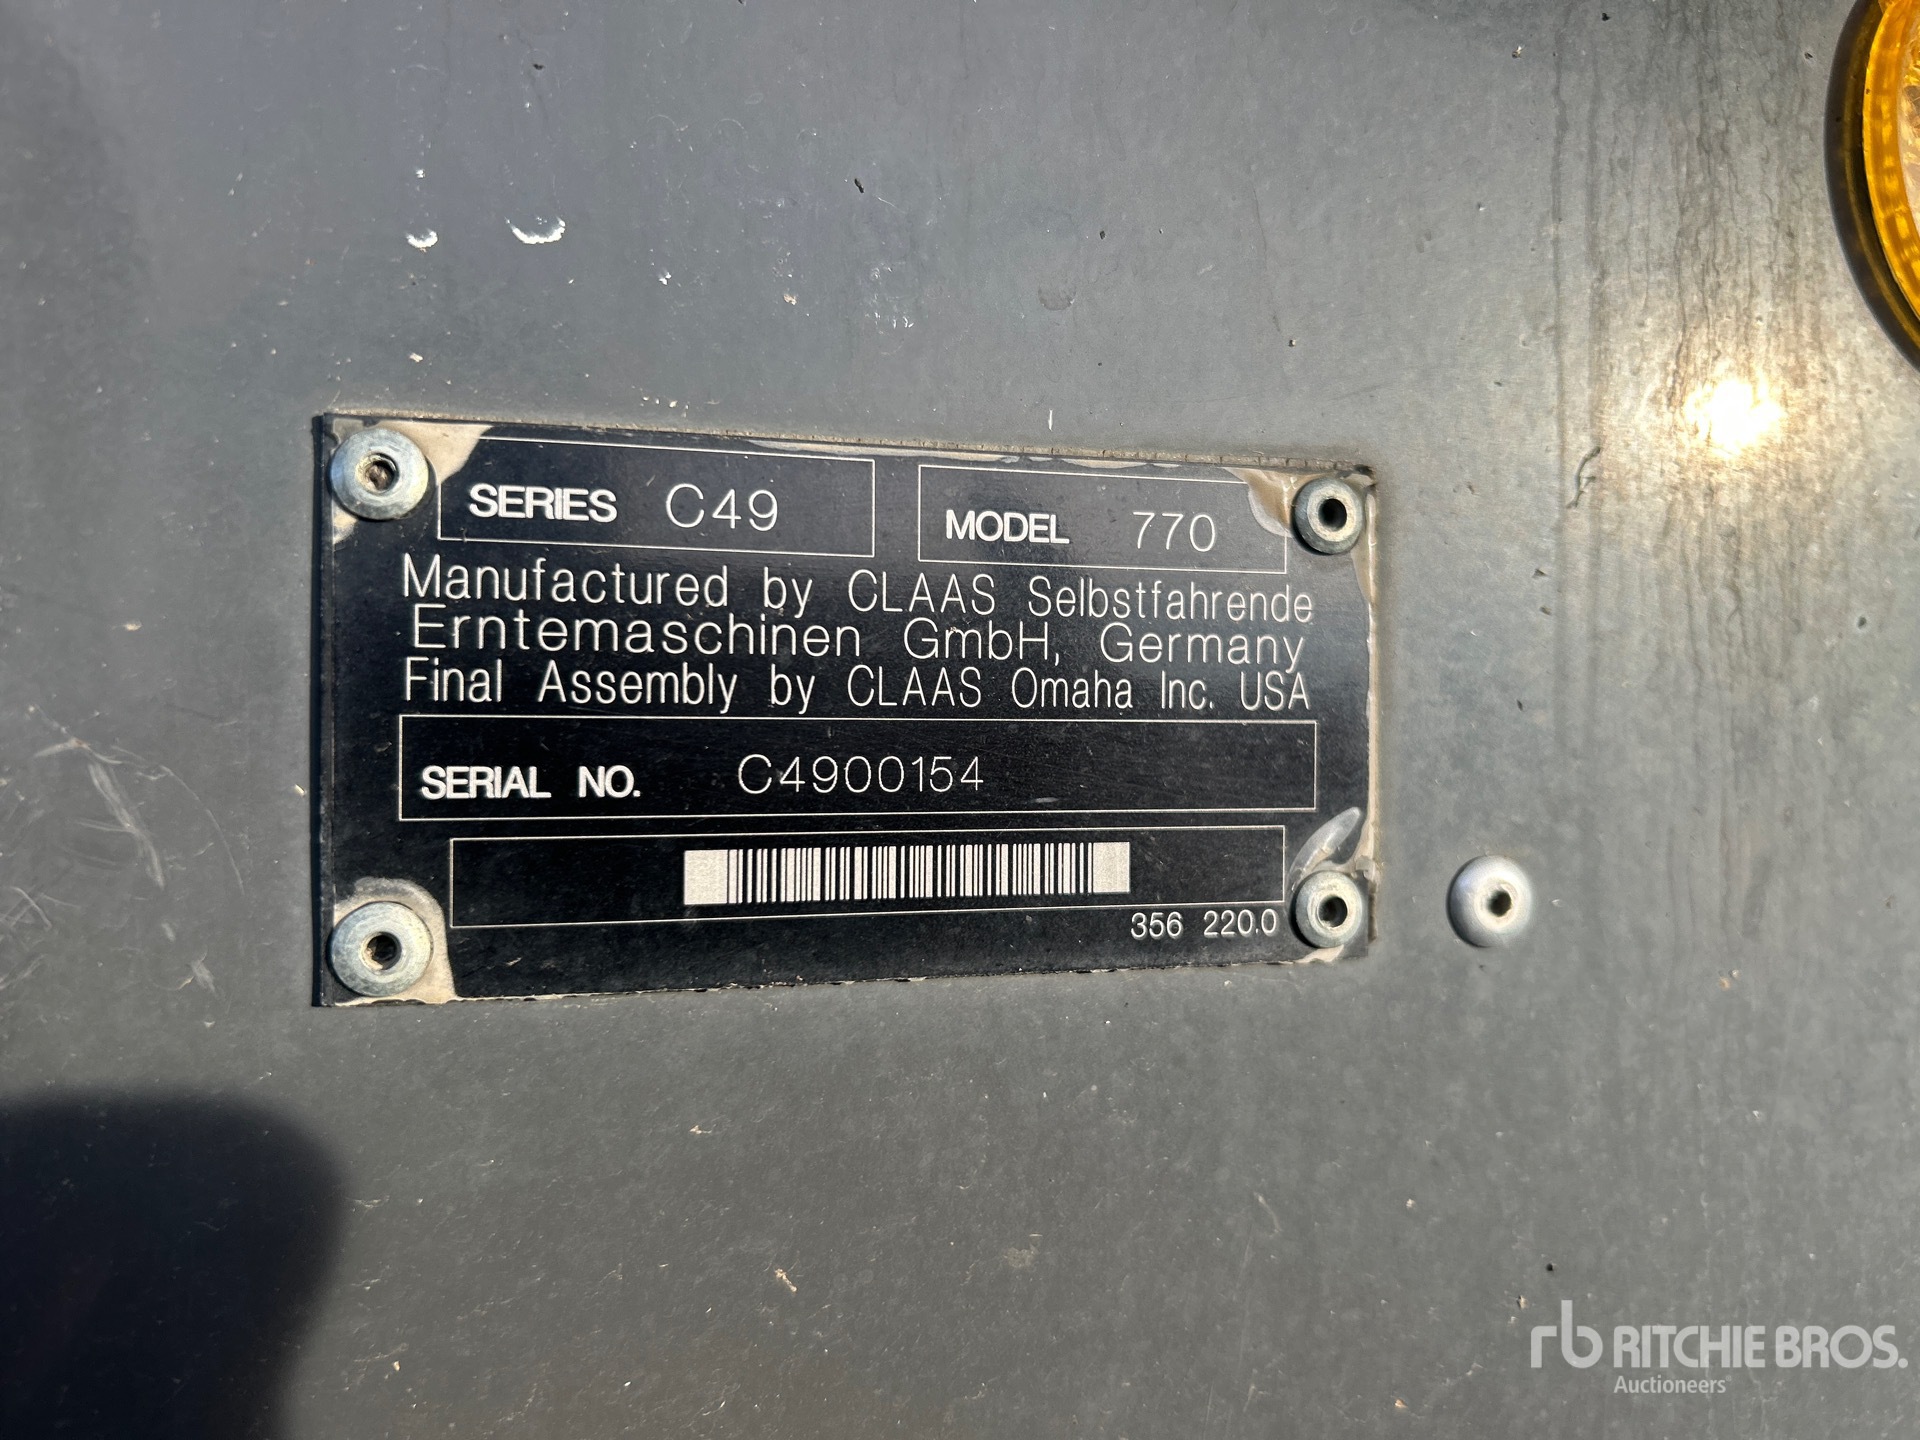 SERIES C49
MODEL 770
Manufactured by CLAAS Selbstfahrende
Erntemaschinen GmbH, Germany
Final Assembly by CLAAS Omaha Inc. USA
SERIAL NO. C4900154
356 220.0
rb RITCHIE BROS.
Auctioneers